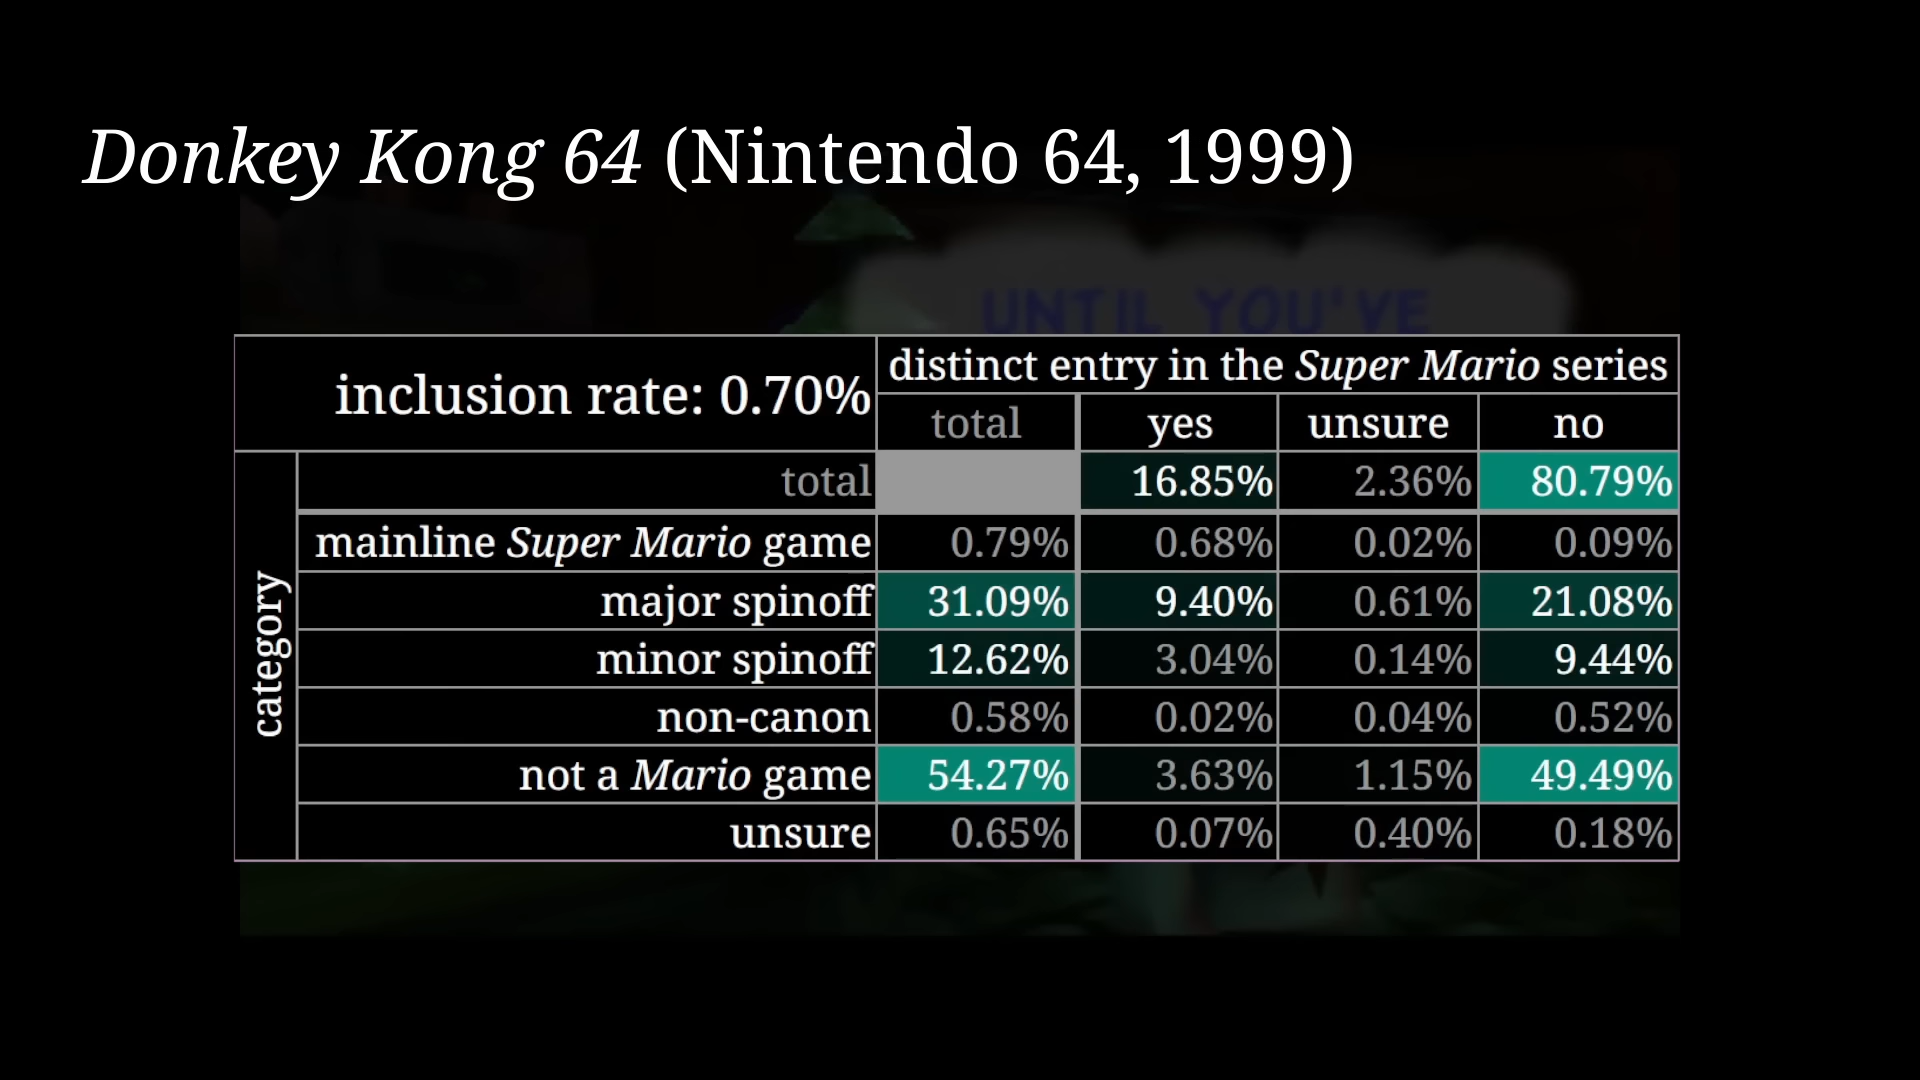 Donkey Kong 64 (Nintendo 64, 1999)
UNTIL YOU'VE
inclusion rate: 0.70%
distinct entry in the Super Mario series
total yes unsure no
category
total 16.85% 2.36% 80.79%
mainline Super Mario game 0.79% 0.68% 0.02% 0.09%
major spinoff 31.09% 9.40% 0.61% 21.08%
minor spinoff 12.62% 3.04% 0.14% 9.44%
non-canon 0.58% 0.02% 0.04% 0.52%
not a Mario game 54.27% 3.63% 1.15% 49.49%
unsure 0.65% 0.07% 0.40% 0.18%